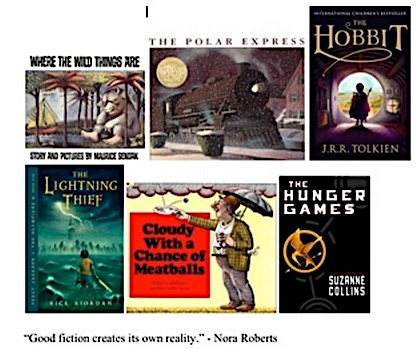 WHERE THE WILD THINGS ARE
STORY AND PICTURES BY MAURICE SENDAK
THE POLAR EXPRESS
INTERNATIONAL CHILDREN'S BESTSELLER
THE
HOBBIT
J.R.R. TOLKIEN
THE
LIGHTNING
THIEF
RICK RIORDAN
Cloudy
With a
Chance of
Meatballs
THE
HUNGER
GAMES
SUZANNE
COLLINS
“Good fiction creates its own reality.” - Nora Roberts